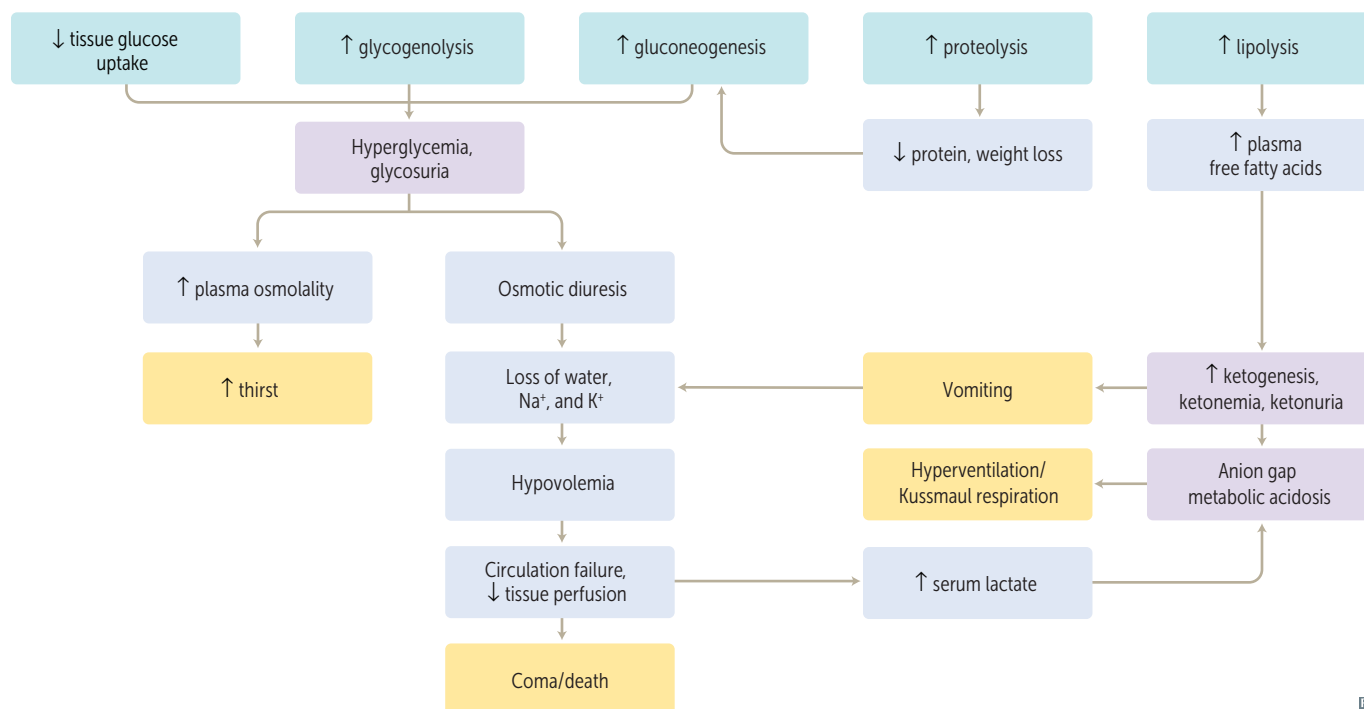 ↓ tissue glucose
uptake
↑ glycogenolysis
↑ gluconeogenesis
↑ proteolysis
↑ lipolysis
Hyperglycemia,
glycosuria
↓ protein, weight loss
↑ plasma
free fatty acids
↑ plasma osmolality
Osmotic diuresis
↑ thirst
Loss of water,
Na⁺, and K⁺
Vomiting
↑ ketogenesis,
ketonemia, ketonuria
Hypovolemia
Hyperventilation/
Kussmaul respiration
Anion gap
metabolic acidosis
Circulation failure,
↓ tissue perfusion
↑ serum lactate
Coma/death